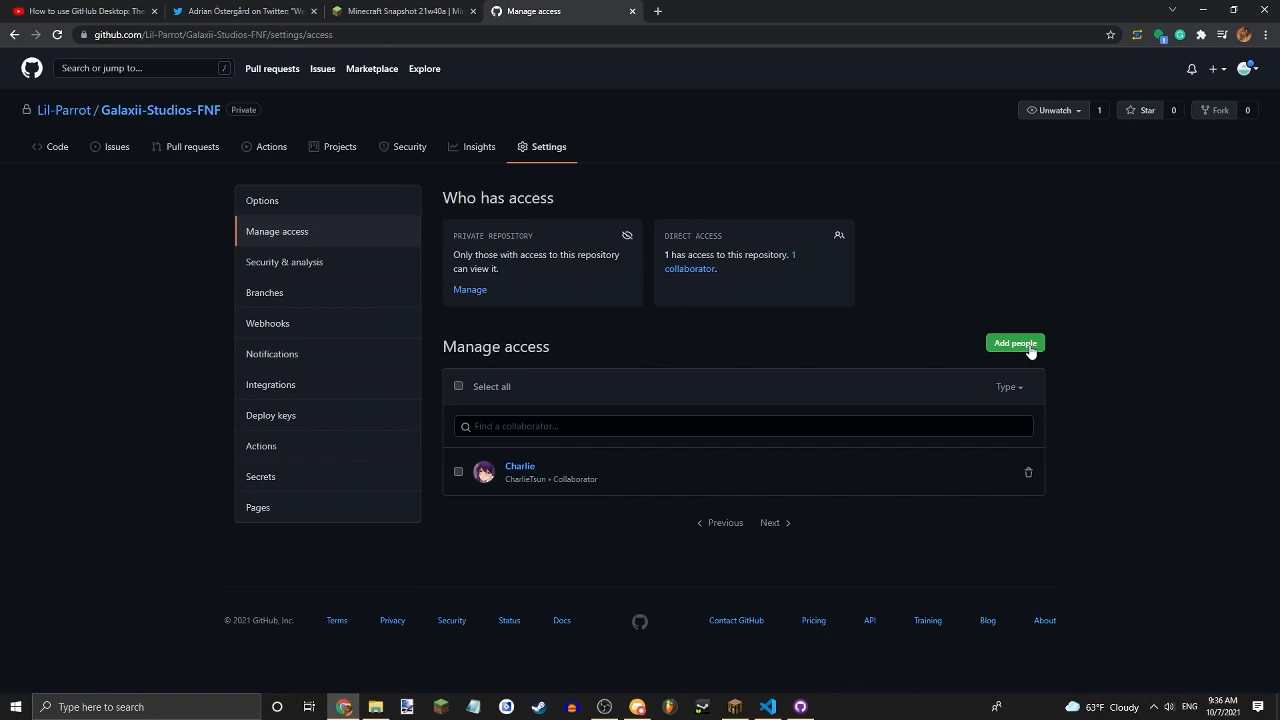 How to use GitHub Desktop: The
Adrian Östergård on Twitter: "We
Minecraft Snapshot 21w40a | Mi
Manage access
github.com/Lil-Parrot/Galaxii-Studios-FNF/settings/access
Search or jump to... /
Pull requests Issues Marketplace Explore
Lil-Parrot / Galaxii-Studios-FNF Private
Unwatch 1 Star 0 Fork 0
Code Issues Pull requests Actions Projects Security Insights Settings
Options
Manage access
Security & analysis
Branches
Webhooks
Notifications
Integrations
Deploy keys
Actions
Secrets
Pages
Who has access
PRIVATE REPOSITORY
Only those with access to this repository
can view it.
Manage
DIRECT ACCESS
1 has access to this repository. 1
collaborator.
Manage access
Add people
Select all Type
Find a collaborator...
Charlie
CharlieTsun • Collaborator
Previous Next
© 2021 GitHub, Inc. Terms Privacy Security Status Docs Contact GitHub Pricing API Training Blog About
Type here to search
63°F Cloudy
ENG
9:36 AM
10/7/2021